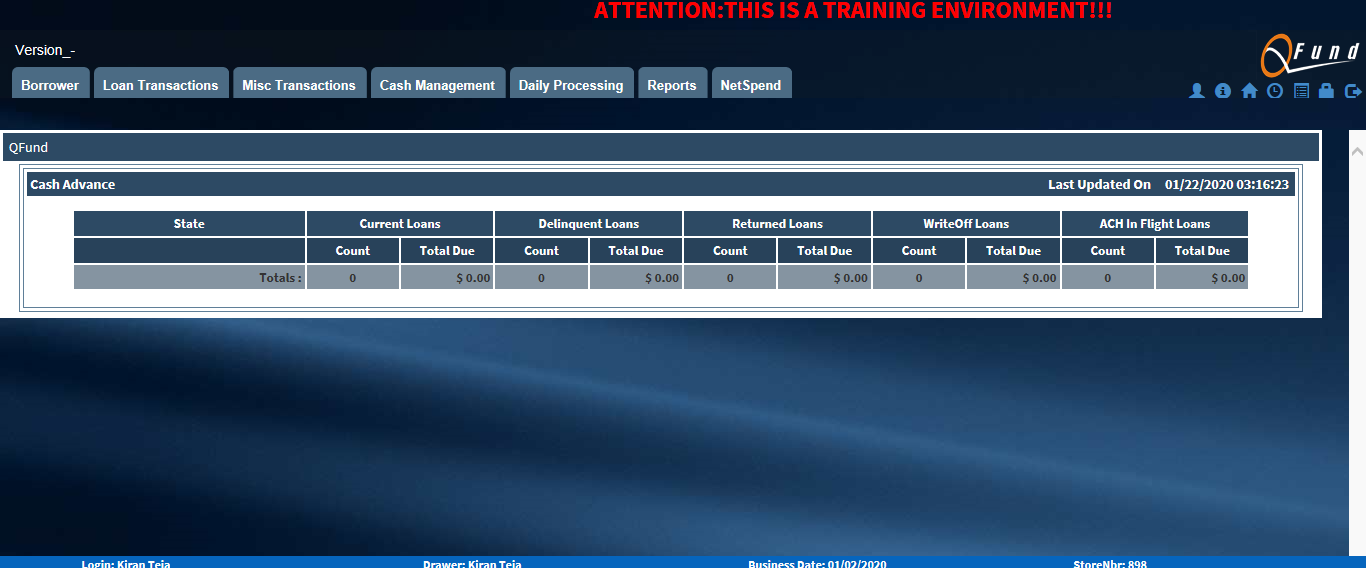 ATTENTION:THIS IS A TRAINING ENVIRONMENT!!!
Version_-
QFund
Borrower Loan Transactions Misc Transactions Cash Management Daily Processing Reports NetSpend
QFund
Cash Advance Last Updated On 01/22/2020 03:16:23
State Current Loans Delinquent Loans Returned Loans WriteOff Loans ACH In Flight Loans
Count Total Due Count Total Due Count Total Due Count Total Due Count Total Due
Totals : 0 $ 0.00 0 $ 0.00 0 $ 0.00 0 $ 0.00 0 $ 0.00
Login: Kiran Teja Drawer: Kiran Teja Business Date: 01/02/2020 StoreNbr: 898